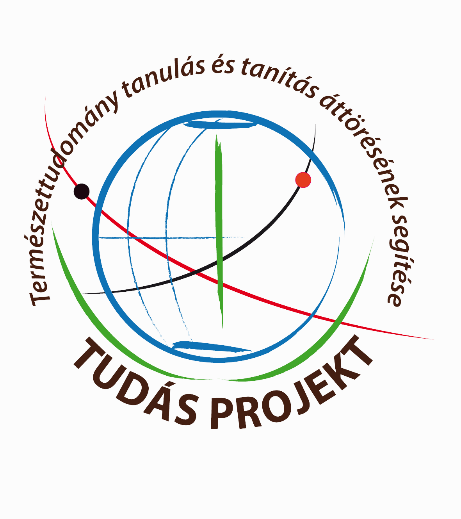 Természettudomány tanulás és tanítás áttörésének segítése
TUDÁS PROJEKT